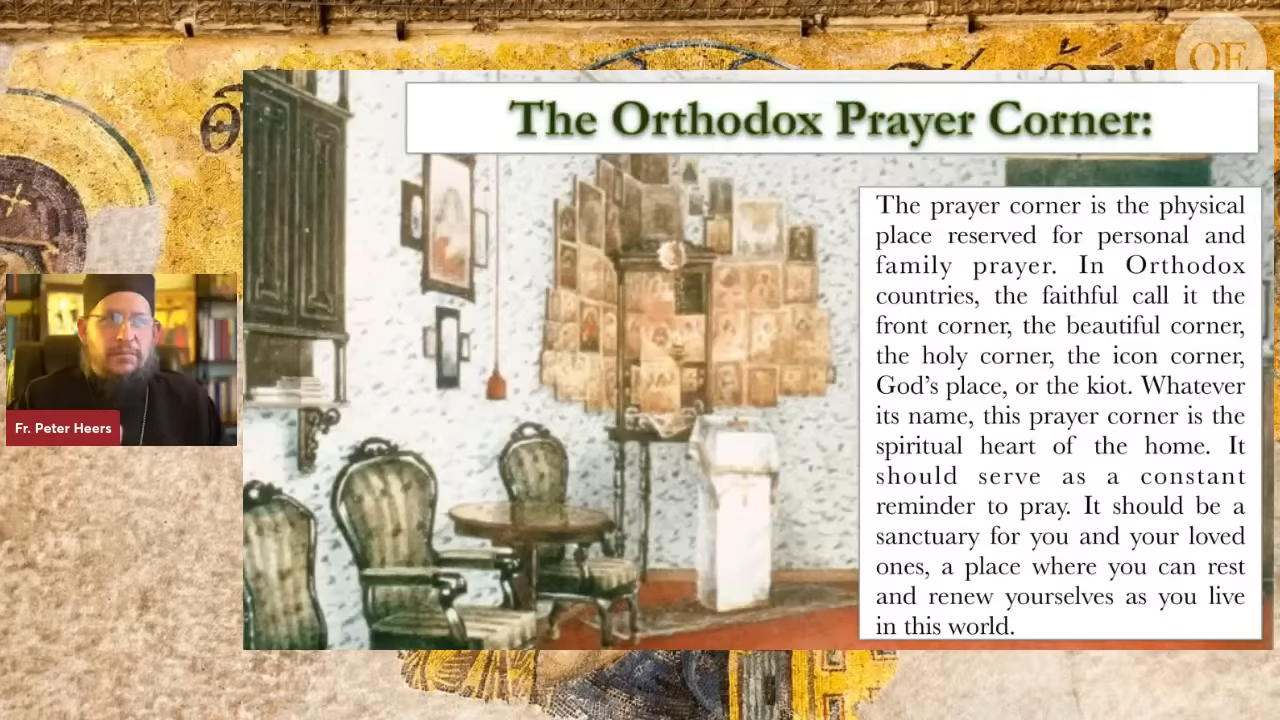 OE
The Orthodox Prayer Corner:
The prayer corner is the physical
place reserved for personal and
family prayer. In Orthodox
countries, the faithful call it the
front corner, the beautiful corner,
the holy corner, the icon corner,
God's place, or the kiot. Whatever
its name, this prayer corner is the
spiritual heart of the home. It
should serve as a constant
reminder to pray. It should be a
sanctuary for you and your loved
ones, a place where you can rest
and renew yourselves as you live
in this world.
Fr. Peter Heers